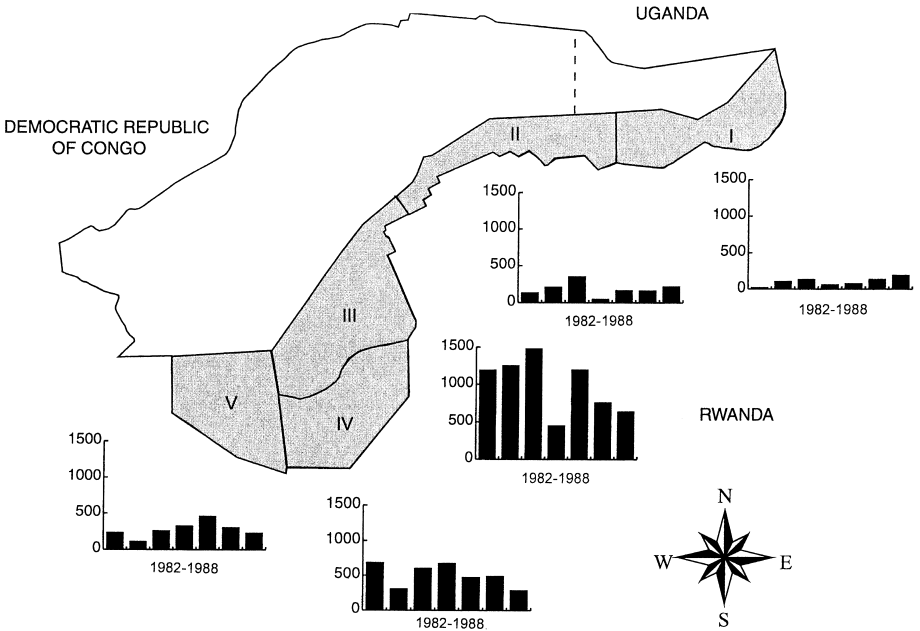 UGANDA
DEMOCRATIC REPUBLIC
OF CONGO
II
I
1500
1000
500
0
1982-1988
1500
1000
500
0
1982-1988
III
1500
1000
500
0
1982-1988
RWANDA
V
IV
1500
1000
500
0
1982-1988
1500
1000
500
0
1982-1988.
N
W
E
S